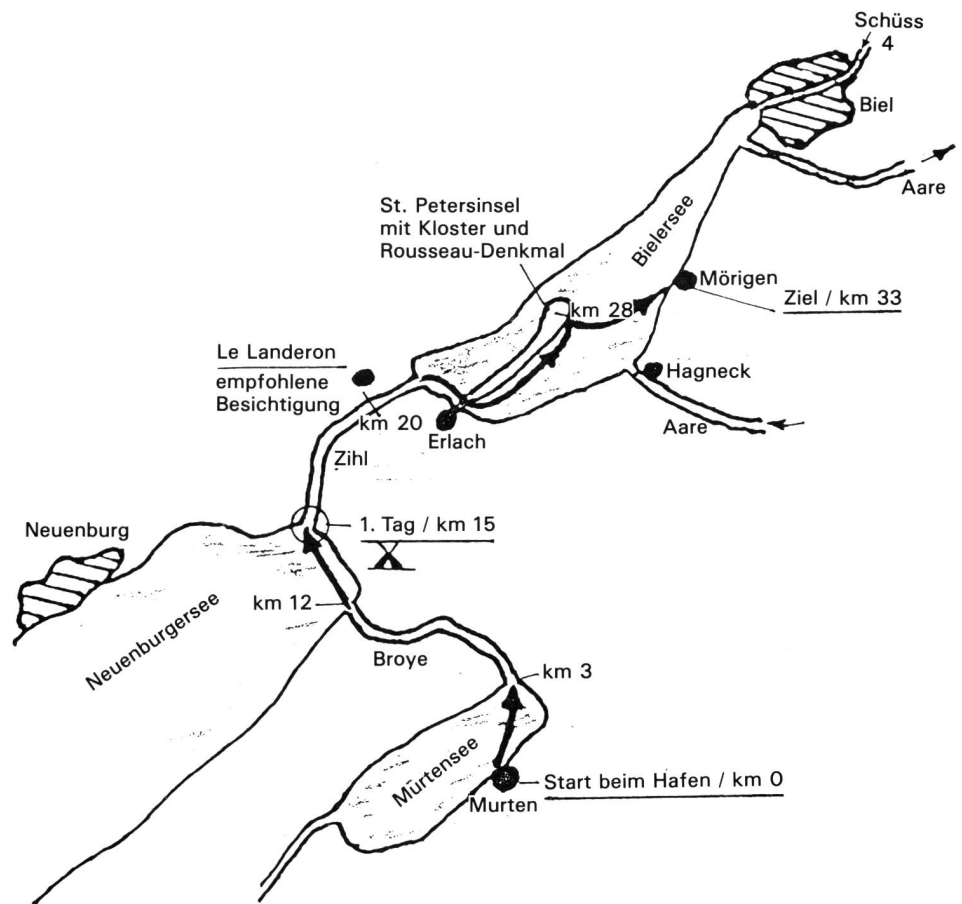 Schüss
4
Biel
Aare
St. Petersinsel
mit Kloster und
Rousseau-Denkmal
Bielersee
Mörigen
km 28
Ziel / km 33
Le Landeron
empfohlene
Besichtigung
Hagneck
km 20
Erlach
Aare
Zihl
Neuenburg
1. Tag / km 15
km 12
Neuenburgersee
Broye
km 3
Murtensee
Start beim Hafen / km 0
Murten